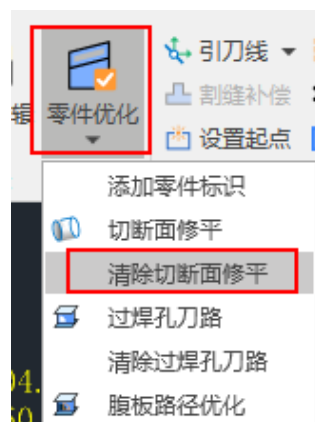 引刀线
割缝补偿
零件优化
设置起点
添加零件标识
切断面修平
清除切断面修平
过焊孔刀路
清除过焊孔刀路
腹板路径优化